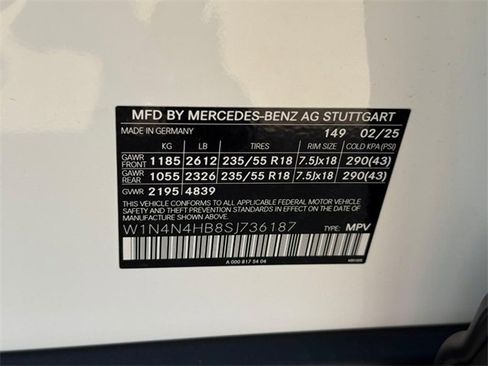 MFD BY MERCEDES-BENZ AG STUTTGART
MADE IN GERMANY 149 02/25
KG LB TIRES RIM SIZE COLD KPA (PSI)
GAWR FRONT 1185 2612 235/55 R18 7.5Jx18 290(43)
GAWR REAR 1055 2326 235/55 R18 7.5Jx18 290(43)
GVWR 2195 4839
THIS VEHICLE CONFORMS TO ALL APPLICABLE FEDERAL MOTOR VEHICLE
AND THEFT PREVENTION STANDARDS IN EFFECT ON THE DATE OF
MANUFACTURE SHOWN ABOVE.
W1N4N4HB8SJ736187 TYPE: MPV
A 000 817 54 04